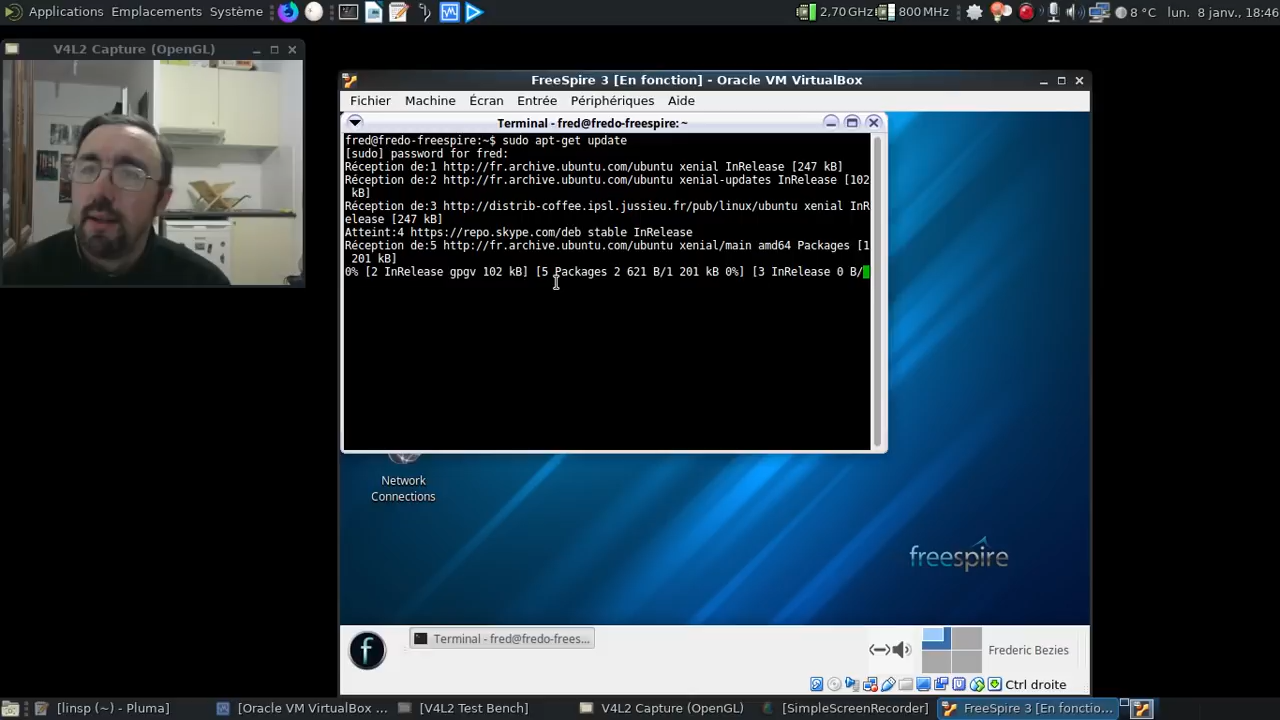 Applications Emplacements Système 2,70 GHz 800 MHz 8 °C lun. 8 janv., 18:46
V4L2 Capture (OpenGL)
FreeSpire 3 [En fonction] - Oracle VM VirtualBox
Fichier Machine Écran Entrée Périphériques Aide
Terminal - fred@fredo-freespire: ~
fred@fredo-freespire:~$ sudo apt-get update
[sudo] password for fred:
Réception de:1 http://fr.archive.ubuntu.com/ubuntu xenial InRelease [247 kB]
Réception de:2 http://fr.archive.ubuntu.com/ubuntu xenial-updates InRelease [102
kB]
Réception de:3 http://distrib-coffee.ipsl.jussieu.fr/pub/linux/ubuntu xenial InR
elease [247 kB]
Atteint:4 https://repo.skype.com/deb stable InRelease
Réception de:5 http://fr.archive.ubuntu.com/ubuntu xenial/main amd64 Packages [1
201 kB]
0% [2 InRelease gpgv 102 kB] [5 Packages 2 621 B/1 201 kB 0%] [3 InRelease 0 B/
Network
Connections
freespire
Terminal - fred@fredo-frees...
Frederic Bezies
Ctrl droite
[linsp (~) - Pluma] [Oracle VM VirtualBox ... [V4L2 Test Bench] V4L2 Capture (OpenGL) [SimpleScreenRecorder] FreeSpire 3 [En fonction]...